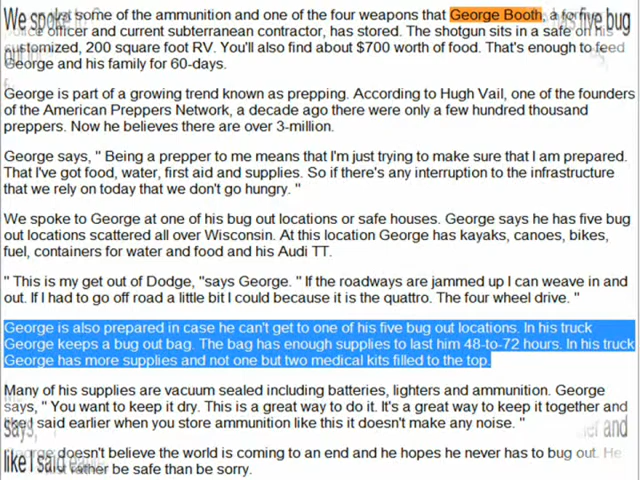 We spoke some of the ammunition and one of the four weapons that George Booth, a former
officer and current subterranean contractor, has stored. The shotgun sits in a safe on his
customized, 200 square foot RV. You'll also find about $700 worth of food. That's enough to feed
George and his family for 60-days.
has five bug
George is part of a growing trend known as prepping. According to Hugh Vail, one of the founders
of the American Preppers Network, a decade ago there were only a few hundred thousand
preppers. Now he believes there are over 3-million.
George says, " Being a prepper to me means that I'm just trying to make sure that I am prepared.
That I've got food, water, first aid and supplies. So if there's any interruption to the infrastructure
that we rely on today that we don't go hungry. "
We spoke to George at one of his bug out locations or safe houses. George says he has five bug
out locations scattered all over Wisconsin. At this location George has kayaks, canoes, bikes,
fuel, containers for water and food and his Audi TT.
" This is my get out of Dodge, "says George. " If the roadways are jammed up I can weave in and
out. If I had to go off road a little bit I could because it is the quattro. The four wheel drive. "
George is also prepared in case he can't get to one of his five bug out locations. In his truck
George keeps a bug out bag. The bag has enough supplies to last him 48-to-72 hours. In his truck
George has more supplies and not one but two medical kits filled to the top.
Many of his supplies are vacuum sealed including batteries, lighters and ammunition. George
says, " You want to keep it dry. This is a great way to do it. It's a great way to keep it together and
like I said earlier when you store ammunition like this it doesn't make any noise. "
says,
and
George doesn't believe the world is coming to an end and he hopes he never has to bug out. He
like I said
rather be safe than be sorry.